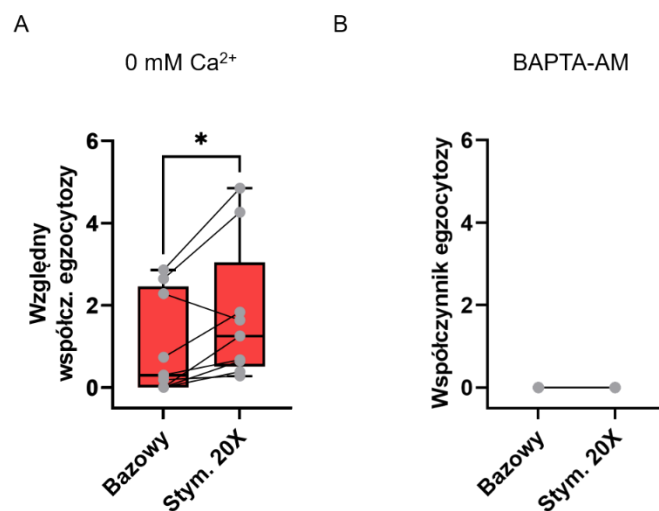 A
0 mM Ca²⁺
Względny
współcz. egzocytozy
6
4
2
0
*
Bazowy
Stym. 20X
B
BAPTA-AM
Współczynnik egzocytozy
6
4
2
0
Bazowy
Stym. 20X